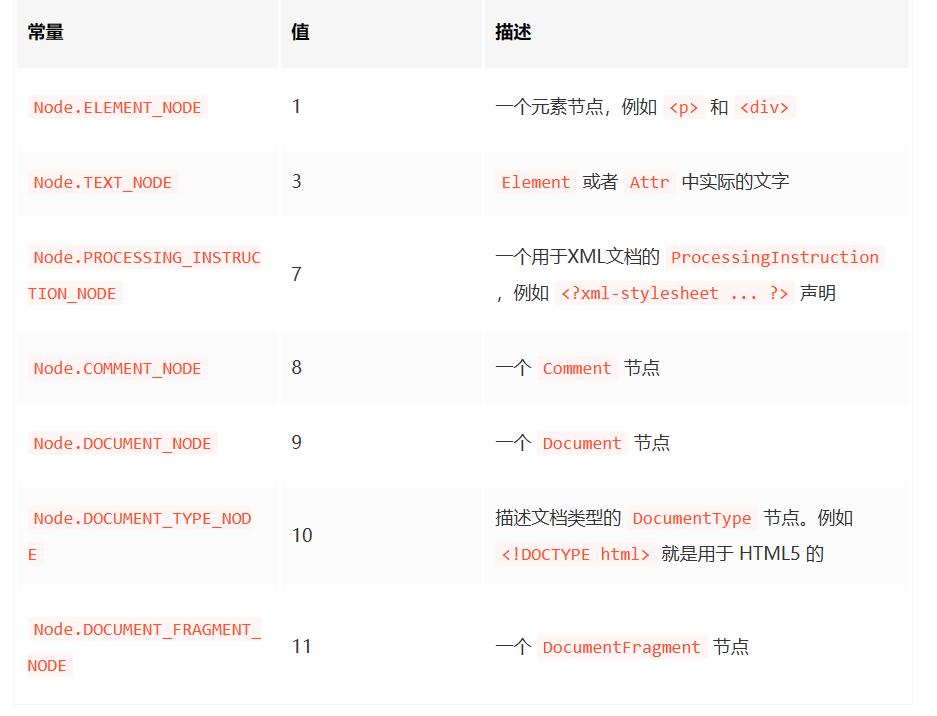 常量 值 描述
Node.ELEMENT_NODE 1 一个元素节点，例如 <p> 和 <div>
Node.TEXT_NODE 3 Element 或者 Attr 中实际的文字
Node.PROCESSING_INSTRUC
TION_NODE 7 一个用于XML文档的 ProcessingInstruction
，例如 <?xml-stylesheet ... ?> 声明
Node.COMMENT_NODE 8 一个 Comment 节点
Node.DOCUMENT_NODE 9 一个 Document 节点
Node.DOCUMENT_TYPE_NOD
E 10 描述文档类型的 DocumentType 节点。例如
<!DOCTYPE html> 就是用于 HTML5 的
Node.DOCUMENT_FRAGMENT_
NODE 11 一个 DocumentFragment 节点